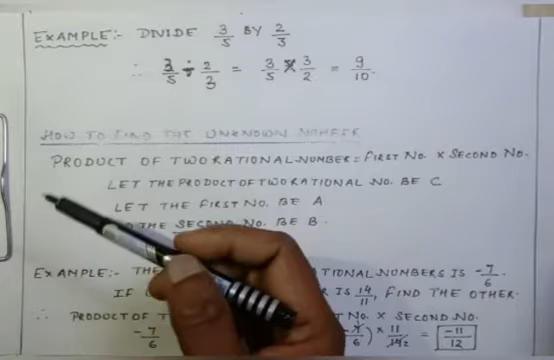 EXAMPLE:- DIVIDE 3/5 BY 2/3
∴ 3/5 ÷ 2/3 = 3/5 × 3/2 = 9/10.
HOW TO FIND THE UNKNOWN NUMBER
PRODUCT OF TWO RATIONAL NUMBER = FIRST NO. × SECOND NO.
LET THE PRODUCT OF TWO RATIONAL NO. BE C
LET THE FIRST NO. BE A
THE SECOND NO. BE B.
EXAMPLE:- THE RATIONAL NUMBERS IS -7/6.
IF IS 14/11, FIND THE OTHER.
∴ PRODUCT OF NO. × SECOND NO.
-7/6 × 11/14 2 = -11/12